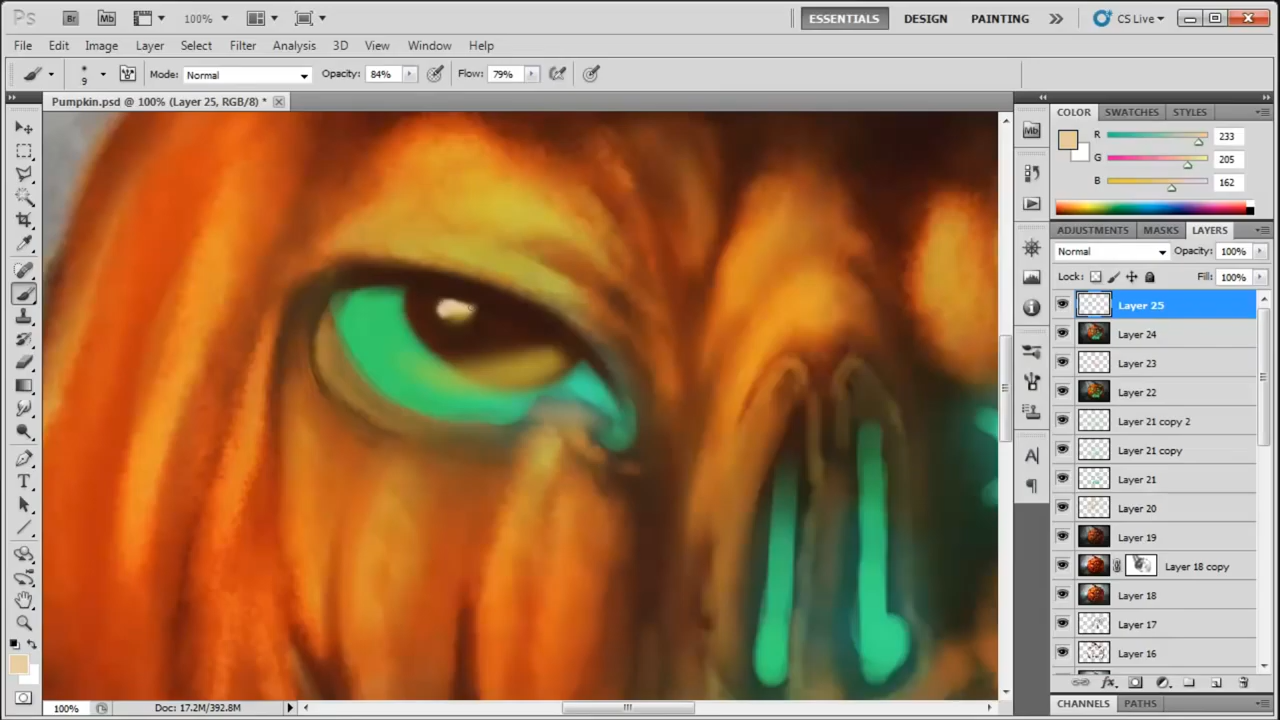 Ps Br Mb 100% ESSENTIALS DESIGN PAINTING CS Live
File Edit Image Layer Select Filter Analysis 3D View Window Help
9 Mode: Normal Opacity: 84% Flow: 79%
Pumpkin.psd @ 100% (Layer 25, RGB/8) *
COLOR SWATCHES STYLES
Mb
R 233
G 205
B 162
ADJUSTMENTS MASKS LAYERS
Normal Opacity: 100%
Lock: Fill: 100%
Layer 25
Layer 24
Layer 23
Layer 22
Layer 21 copy 2
Layer 21 copy
Layer 21
Layer 20
Layer 19
Layer 18 copy
Layer 18
Layer 17
Layer 16
T
A
fx
CHANNELS PATHS
100% Doc: 17.2M/392.8M